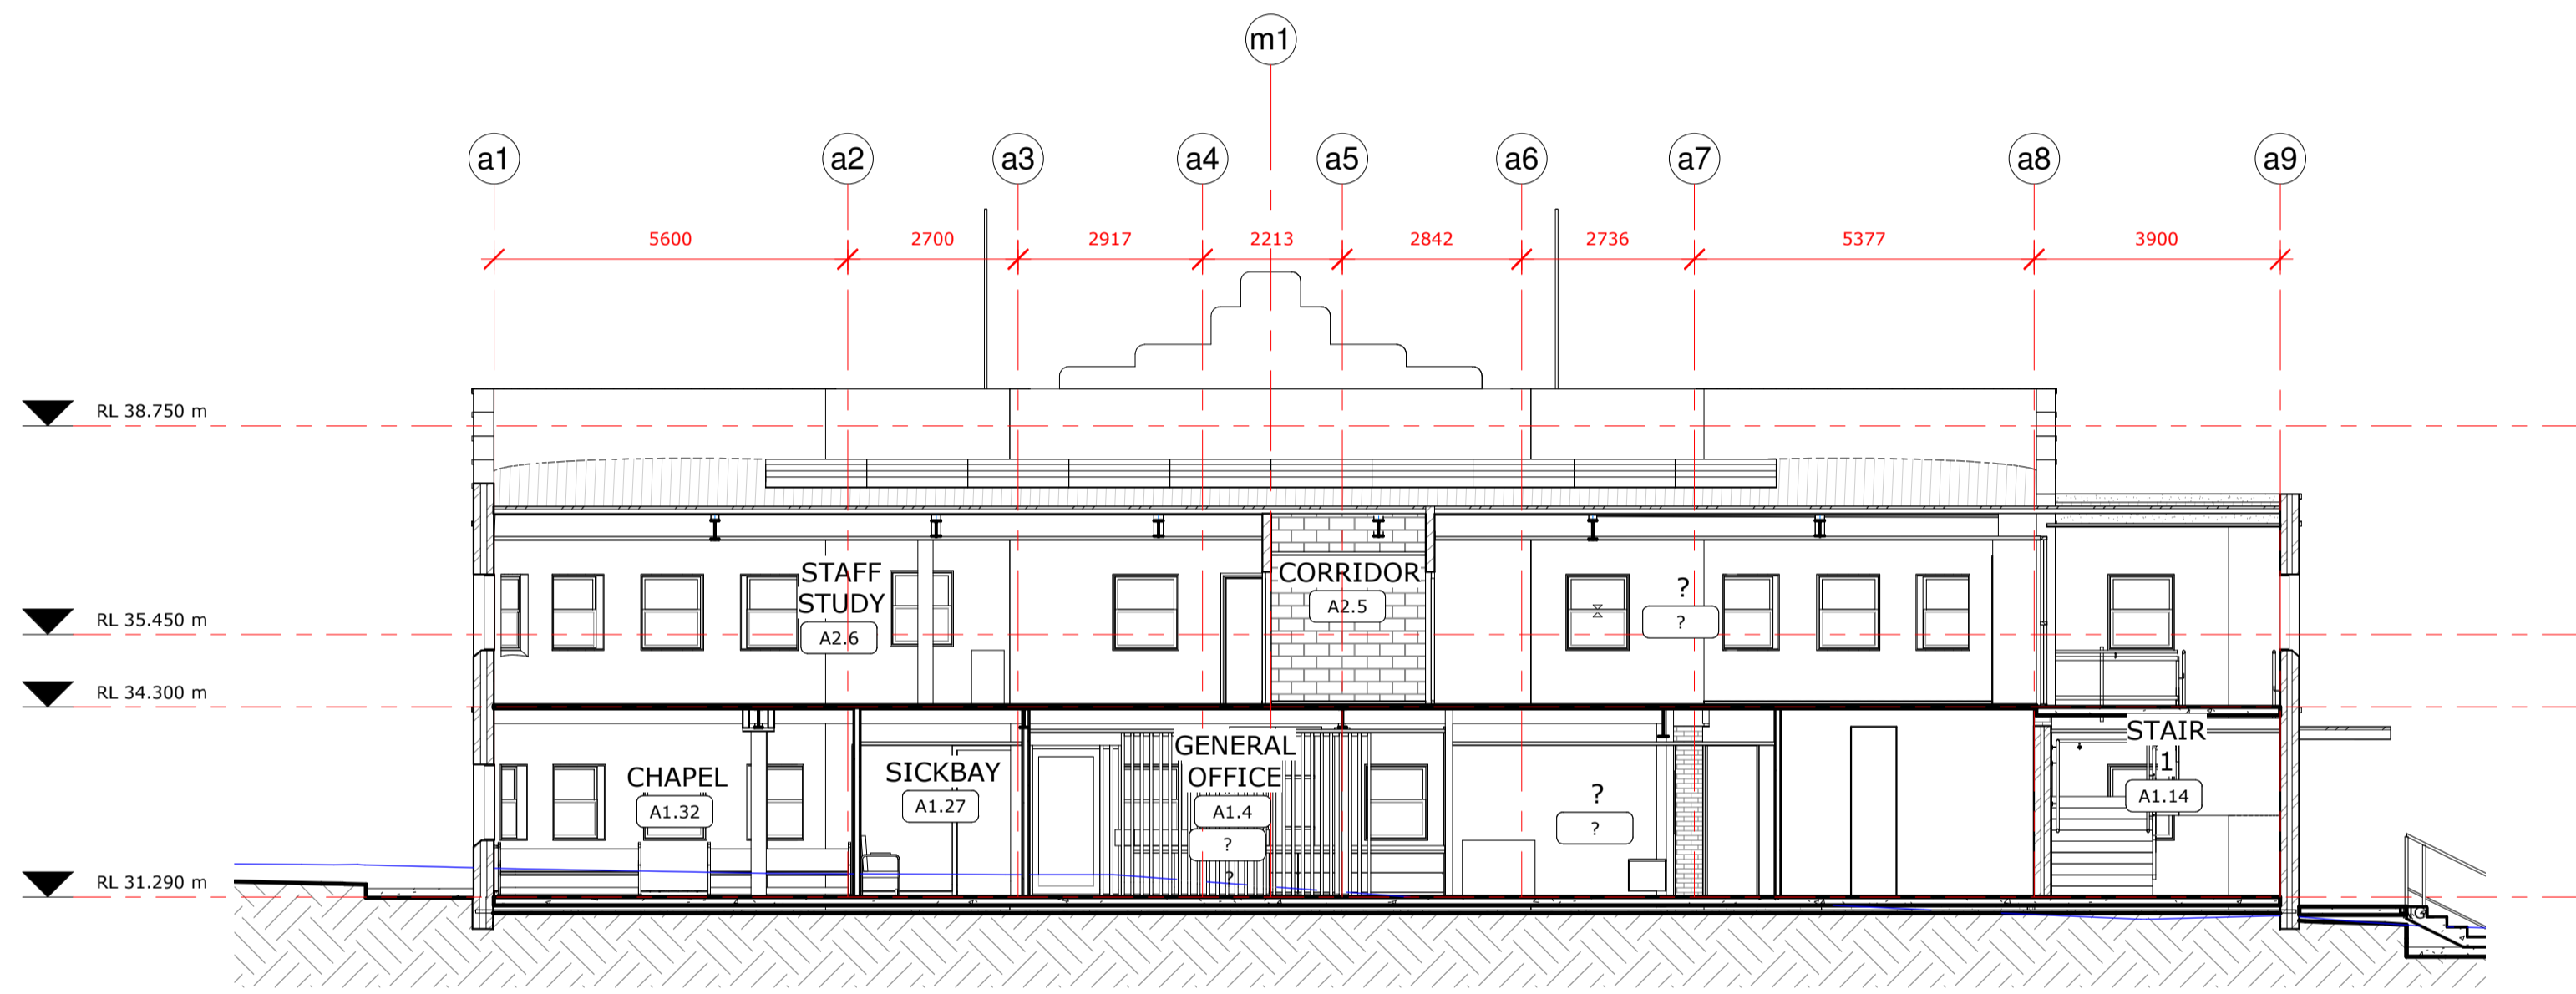 m1
a1 a2 a3 a4 a5 a6 a7 a8 a9
5600 2700 2917 2213 2842 2736 5377 3900
RL 38.750 m
RL 35.450 m
RL 34.300 m
RL 31.290 m
STAFF
STUDY
A2.6
CORRIDOR
A2.5
?
?
CHAPEL
A1.32
SICKBAY
A1.27
GENERAL
OFFICE
A1.4
?
?
?
?
STAIR
1
A1.14